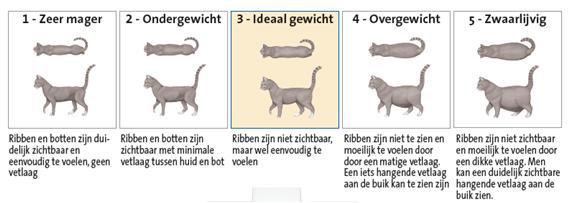 1 - Zeer mager
2 - Ondergewicht
3 - Ideaal gewicht
4 - Overgewicht
5 - Zwaarlijvig
Ribben en botten zijn dui-
delijk zichtbaar en
eenvoudig te voelen, geen
vetlaag
Ribben en botten zijn
zichtbaar met minimale
vetlaag tussen huid en bot
Ribben zijn niet zichtbaar,
maar wel eenvoudig te
voelen
Ribben zijn niet te zien en
moeilijk te voelen door
door een matige vetlaag.
Een iets hangende vetlaag
aan de buik kan te zien zijn
Ribben zijn niet zichtbaar
en moeilijk te voelen door
een dikke vetlaag. Men
kan een duidelijk zichtbare
hangende vetlaag aan de
buik zien.